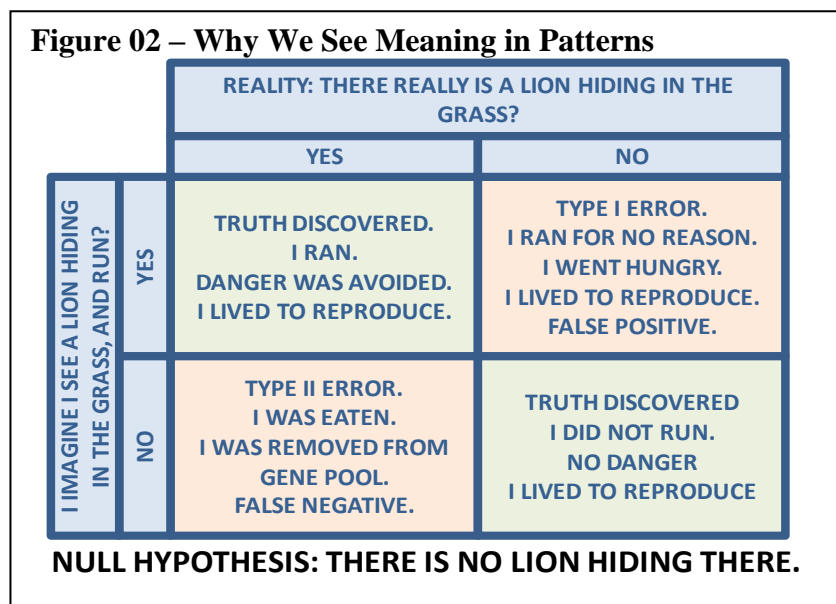 Figure 02 – Why We See Meaning in Patterns
REALITY: THERE REALLY IS A LION HIDING IN THE
GRASS?
YES
NO
I IMAGINE I SEE A LION HIDING
IN THE GRASS, AND RUN?
YES
TRUTH DISCOVERED.
I RAN.
DANGER WAS AVOIDED.
I LIVED TO REPRODUCE.
TYPE I ERROR.
I RAN FOR NO REASON.
I WENT HUNGRY.
I LIVED TO REPRODUCE.
FALSE POSITIVE.
NO
TYPE II ERROR.
I WAS EATEN.
I WAS REMOVED FROM
GENE POOL.
FALSE NEGATIVE.
TRUTH DISCOVERED
I DID NOT RUN.
NO DANGER
I LIVED TO REPRODUCE
NULL HYPOTHESIS: THERE IS NO LION HIDING THERE.